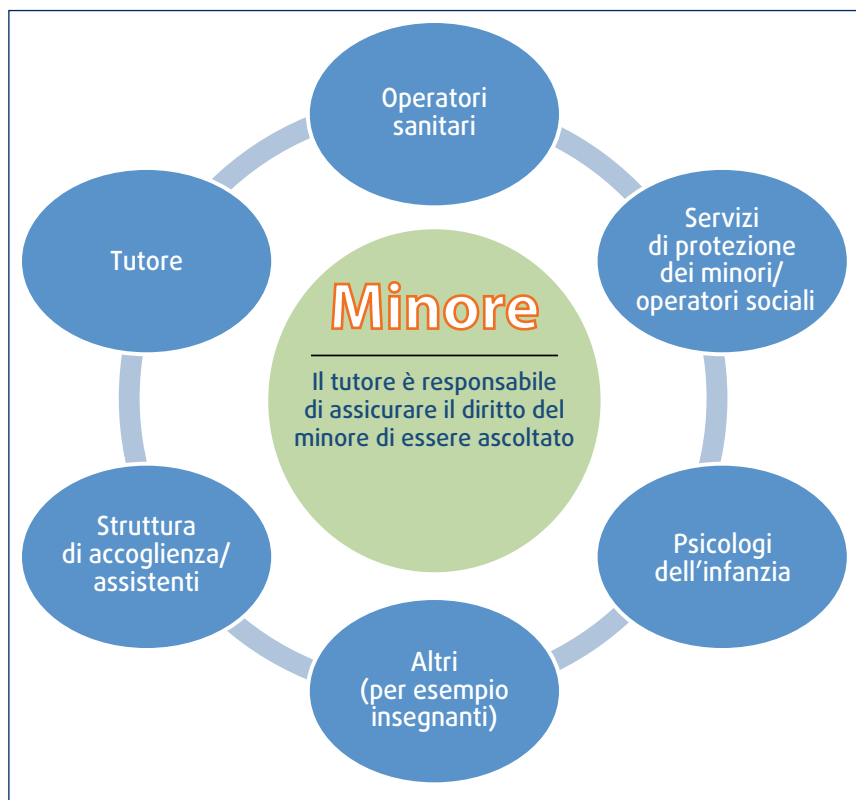 Operatori
sanitari
Servizi
di protezione
dei minori/
operatori sociali
Psicologi
dell'infanzia
Altri
(per esempio
insegnanti)
Struttura
di accoglienza/
assistenti
Tutore
Minore
Il tutore è responsabile
di assicurare il diritto del
minore di essere ascoltato